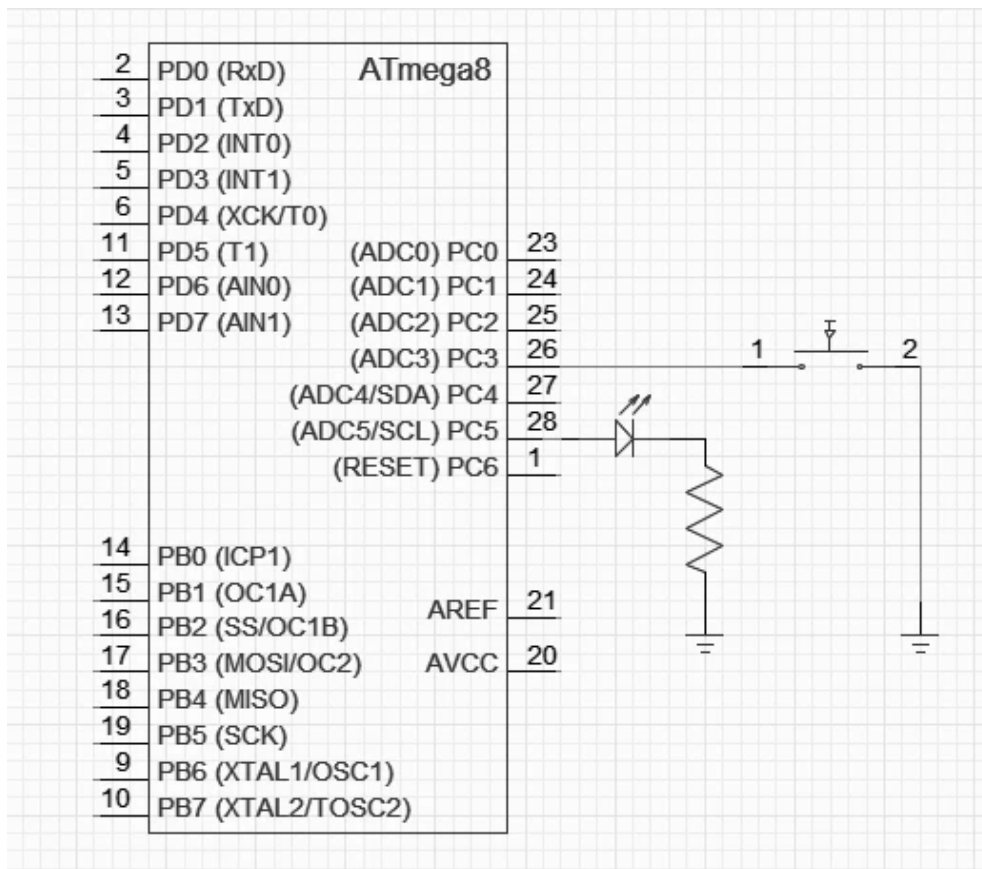 ATmega8
2 PD0 (RxD)
3 PD1 (TxD)
4 PD2 (INT0)
5 PD3 (INT1)
6 PD4 (XCK/T0)
11 PD5 (T1)
(ADC0) PC0 23
12 PD6 (AIN0)
(ADC1) PC1 24
13 PD7 (AIN1)
(ADC2) PC2 25
(ADC3) PC3 26
1 2
(ADC4/SDA) PC4 27
(ADC5/SCL) PC5 28
(RESET) PC6 1
14 PB0 (ICP1)
15 PB1 (OC1A)
AREF 21
16 PB2 (SS/OC1B)
17 PB3 (MOSI/OC2)
AVCC 20
18 PB4 (MISO)
19 PB5 (SCK)
9 PB6 (XTAL1/OSC1)
10 PB7 (XTAL2/TOSC2)